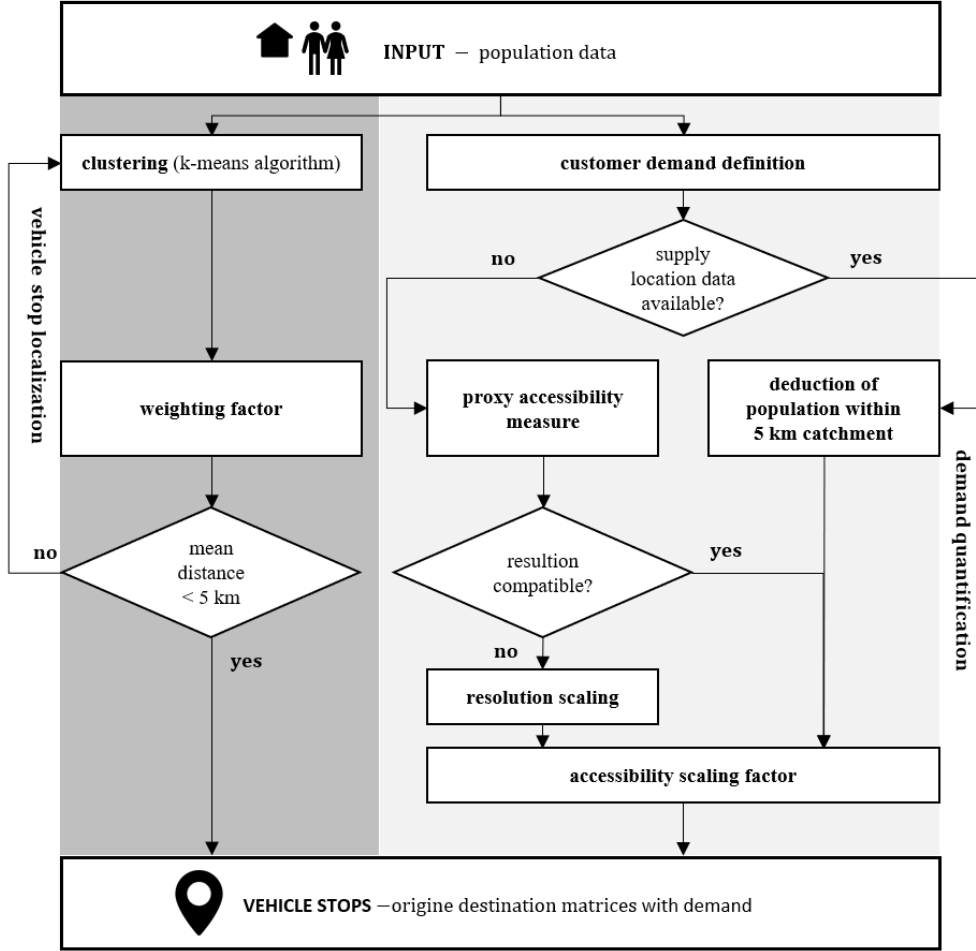 INPUT – population data
clustering (k-means algorithm)
customer demand definition
vehicle stop localization
supply
location data
available?
no
yes
weighting factor
proxy accessibility
measure
deduction of
population within
5 km catchment
demand quantification
mean
distance
< 5 km
no
yes
resultion
compatible?
yes
no
resolution scaling
accessibility scaling factor
VEHICLE STOPS –origine destination matrices with demand